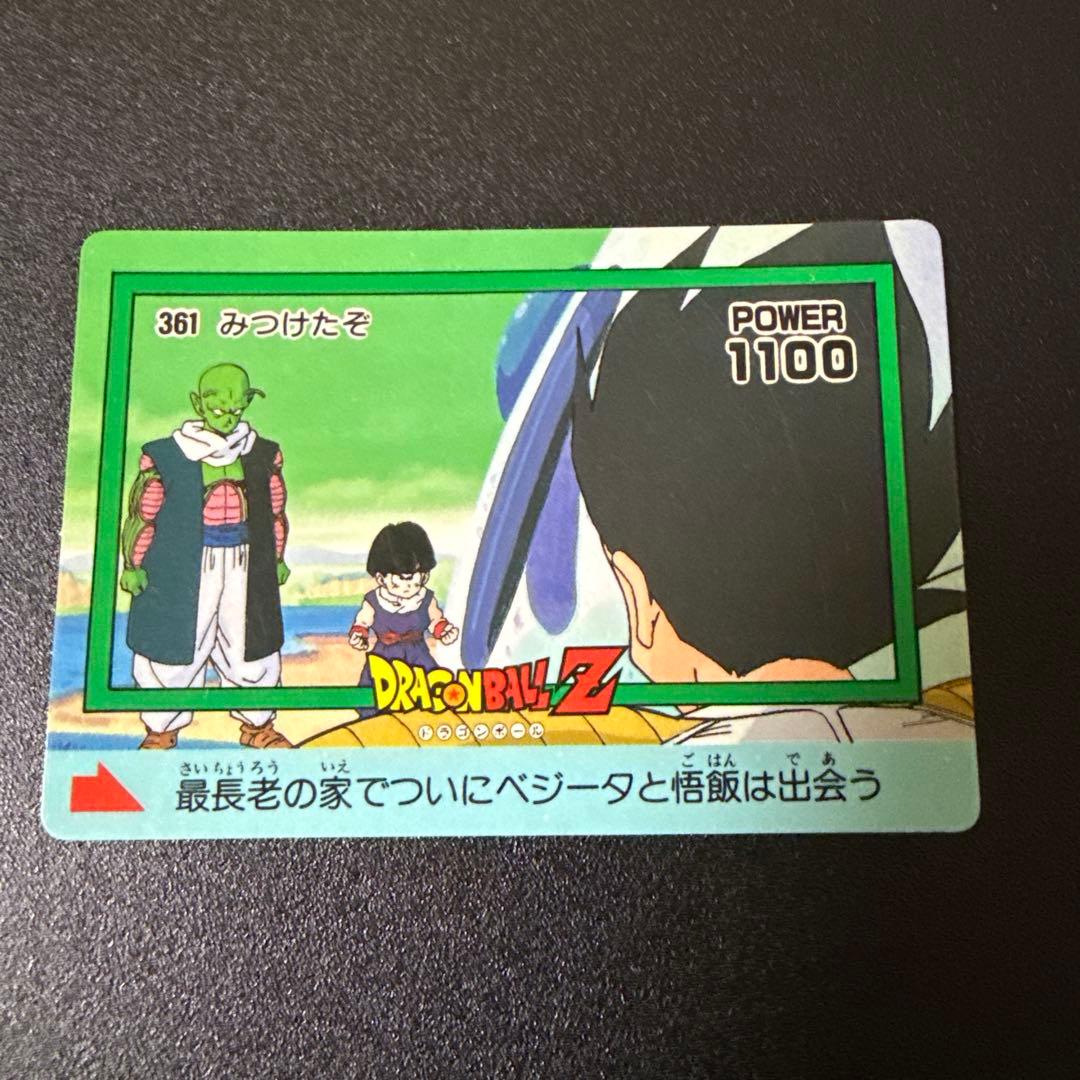 361 みつけたぞ
POWER
1100
DRAGONBALL Z
ドラゴンボール
さいちょうろう いえ ご はん で あ
最長老の家でついにベジータと悟飯は出会う